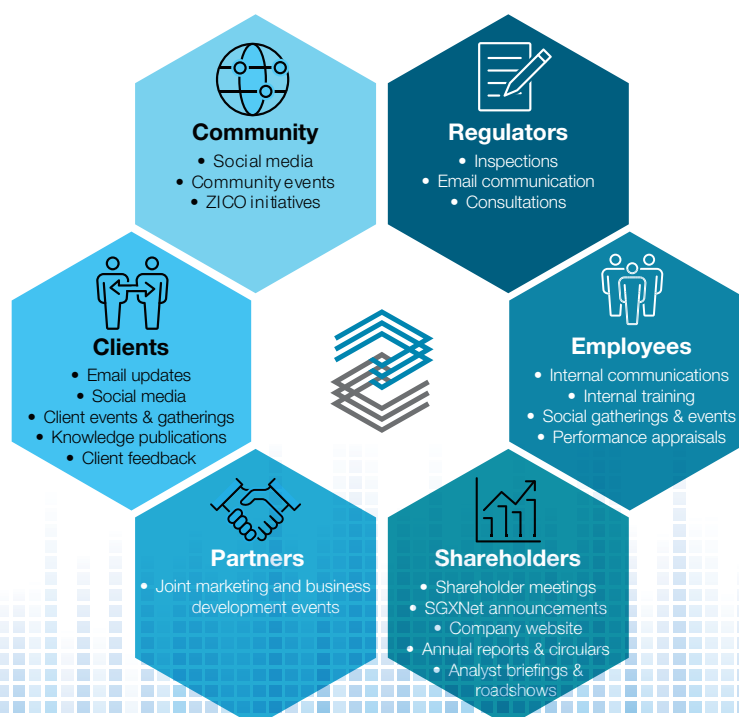 Community
• Social media
• Community events
• ZICO initiatives
Regulators
• Inspections
• Email communication
• Consultations
Clients
• Email updates
• Social media
• Client events & gatherings
• Knowledge publications
• Client feedback
Employees
• Internal communications
• Internal training
• Social gatherings & events
• Performance appraisals
Partners
• Joint marketing and business
development events
Shareholders
• Shareholder meetings
• SGXNet announcements
• Company website
• Annual reports & circulars
• Analyst briefings &
roadshows